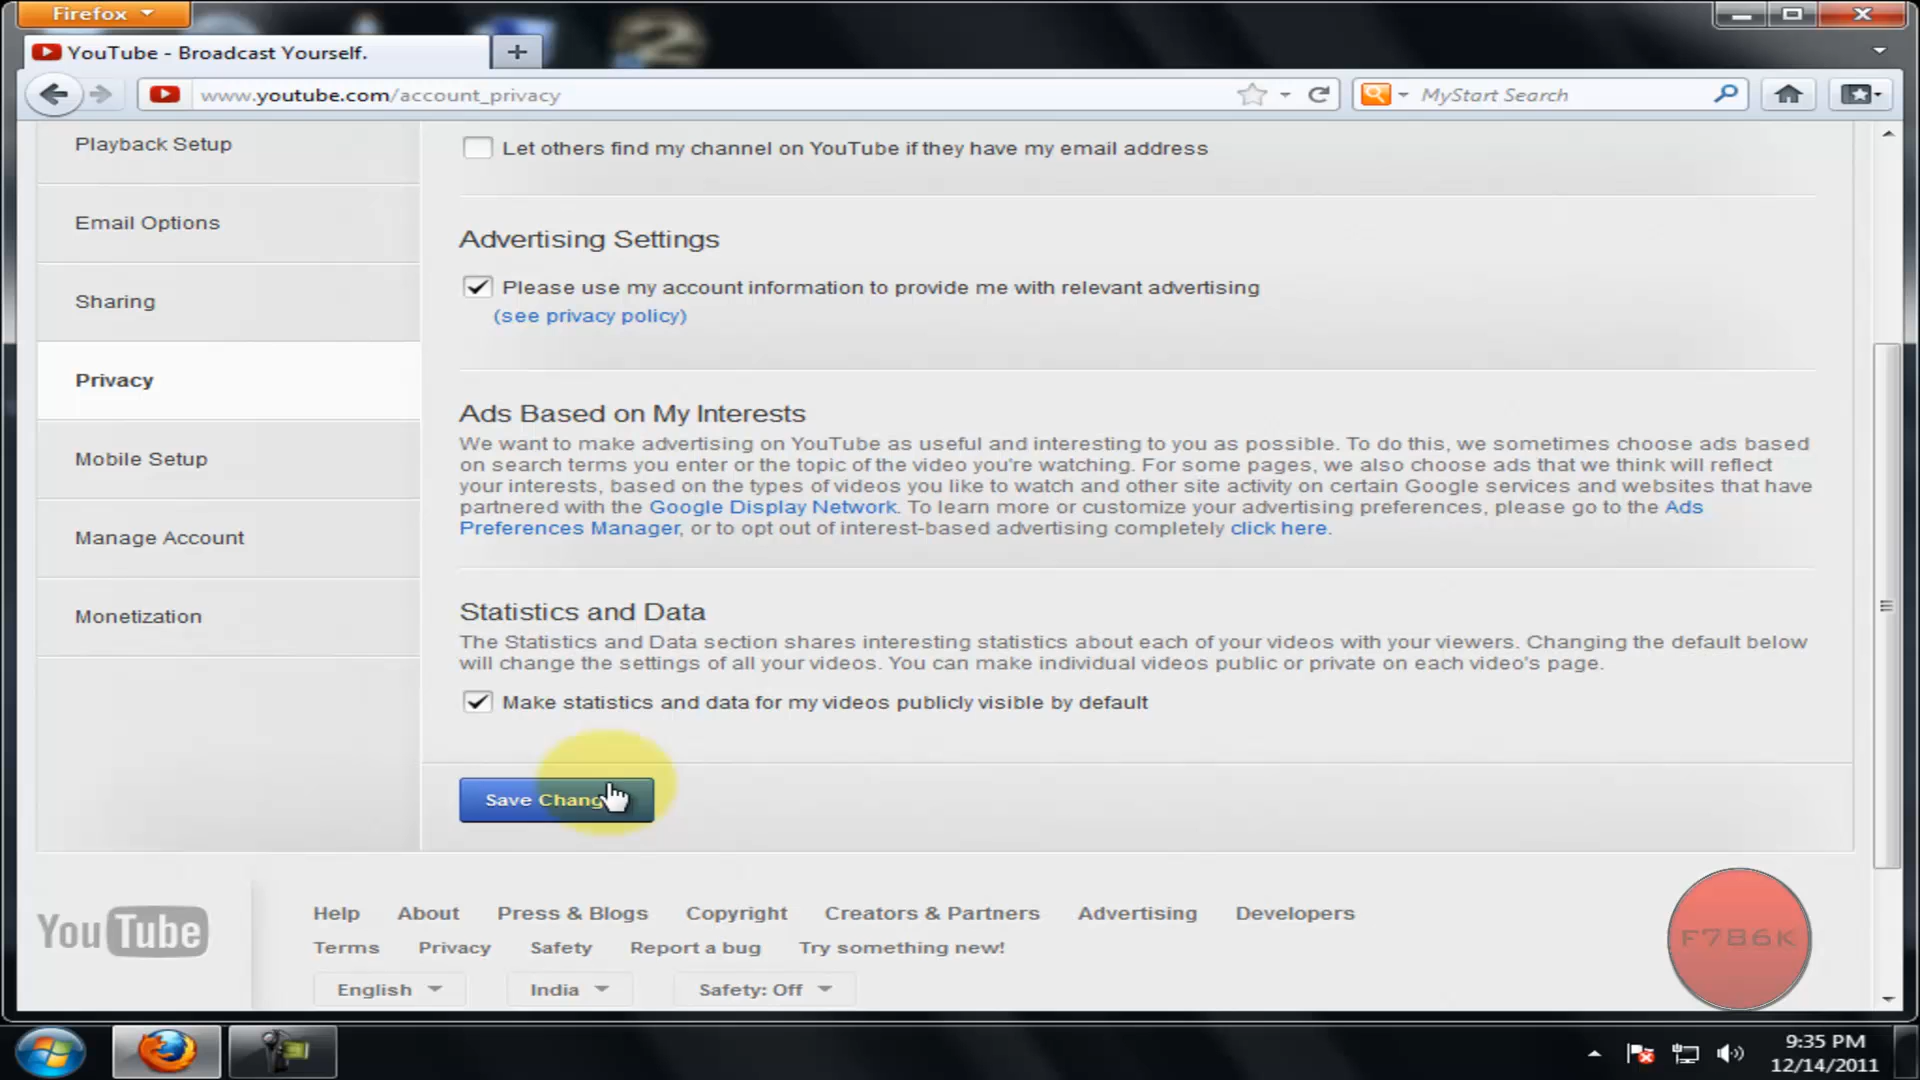 Firefox
YouTube - Broadcast Yourself.
www.youtube.com/account_privacy
MyStart Search
Playback Setup
Email Options
Sharing
Privacy
Mobile Setup
Manage Account
Monetization
Let others find my channel on YouTube if they have my email address
Advertising Settings
Please use my account information to provide me with relevant advertising
(see privacy policy)
Ads Based on My Interests
We want to make advertising on YouTube as useful and interesting to you as possible. To do this, we sometimes choose ads based
on search terms you enter or the topic of the video you're watching. For some pages, we also choose ads that we think will reflect
your interests, based on the types of videos you like to watch and other site activity on certain Google services and websites that have
partnered with the Google Display Network. To learn more or customize your advertising preferences, please go to the Ads
Preferences Manager, or to opt out of interest-based advertising completely click here.
Statistics and Data
The Statistics and Data section shares interesting statistics about each of your videos with your viewers. Changing the default below
will change the settings of all your videos. You can make individual videos public or private on each video's page.
Make statistics and data for my videos publicly visible by default
Save Chang
YouTube
Help About Press & Blogs Copyright Creators & Partners Advertising Developers
Terms Privacy Safety Report a bug Try something new!
English India Safety: Off
F7B6K
9:35 PM
12/14/2011